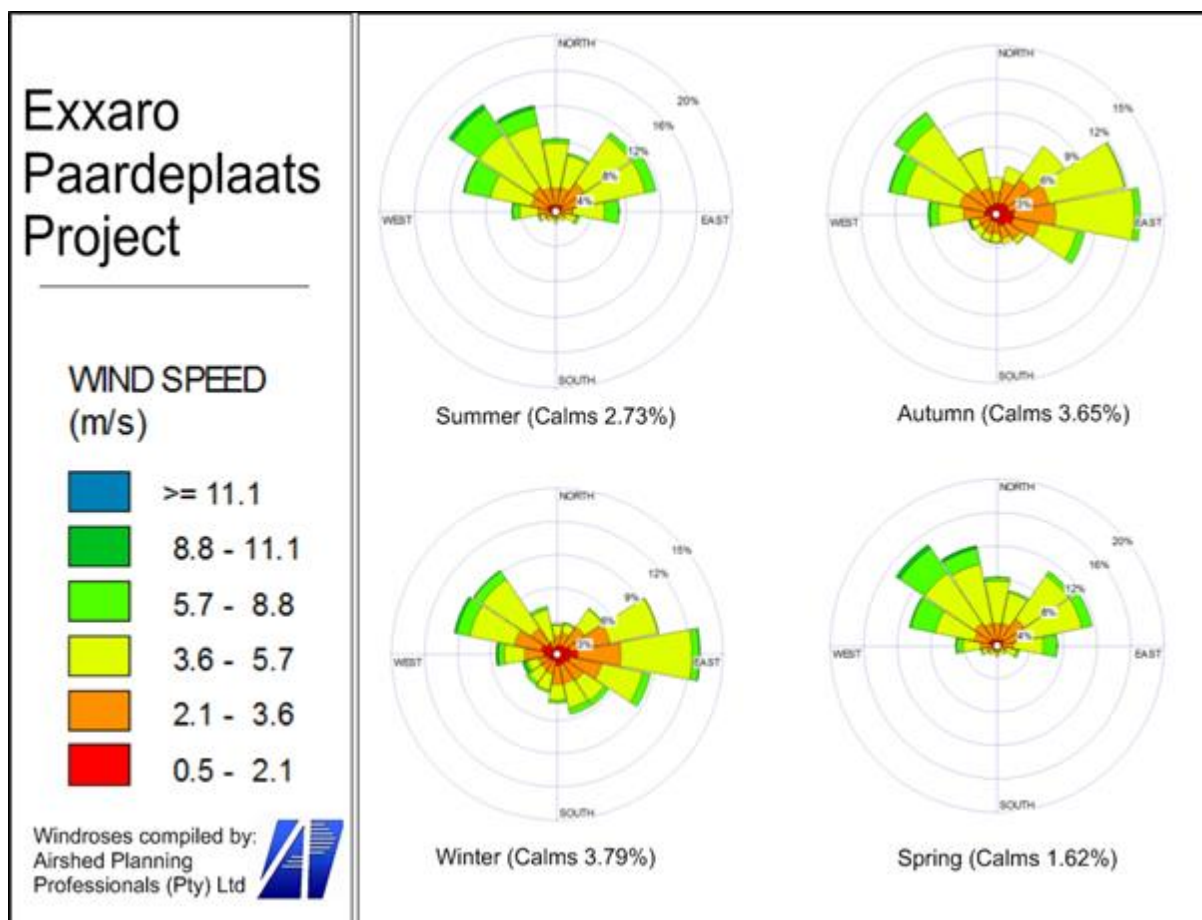 Exxaro
Paardeplaats
Project
WIND SPEED
(m/s)
>= 11.1
8.8 - 11.1
5.7 - 8.8
3.6 - 5.7
2.1 - 3.6
0.5 - 2.1
Windroses compiled by:
Airshed Planning
Professionals (Pty) Ltd
NORTH
20%
16%
12%
8%
4%
WEST
EAST
SOUTH
Summer (Calms 2.73%)
NORTH
15%
12%
9%
6%
3%
WEST
EAST
SOUTH
Autumn (Calms 3.65%)
NORTH
15%
12%
9%
6%
3%
WEST
EAST
SOUTH
Winter (Calms 3.79%)
NORTH
20%
16%
12%
8%
4%
WEST
EAST
SOUTH
Spring (Calms 1.62%)